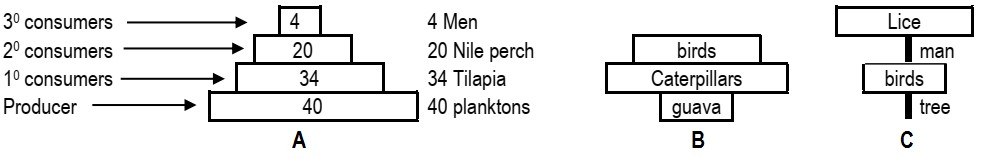 3⁰ consumers 4 4 Men Lice
2⁰ consumers 20 20 Nile perch birds man
1⁰ consumers 34 34 Tilapia Caterpillars birds
Producer 40 40 planktons guava tree
A B C